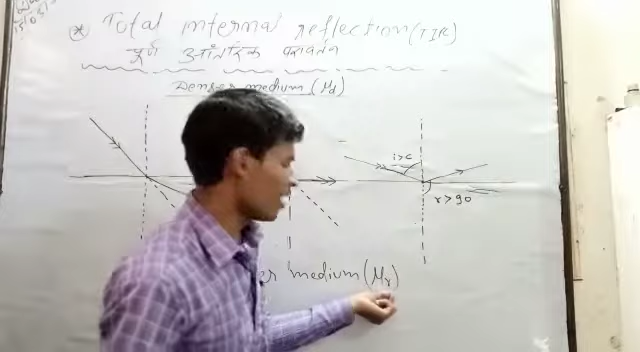 * Total internal reflection (TIR)
पूर्ण आंतरिक परावर्तन
Denser medium (μd)
i>c
r>90
medium (μr)